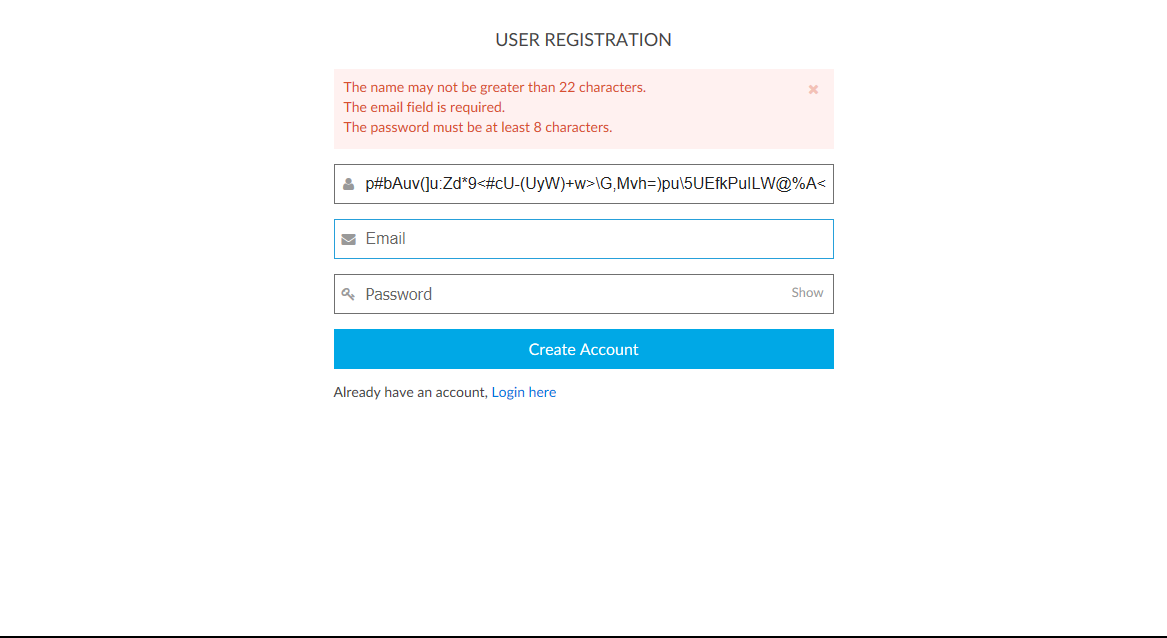 USER REGISTRATION
The name may not be greater than 22 characters.
The email field is required.
The password must be at least 8 characters.
p#bAuv(]u:Zd*9<#cU-(UyW)+w>\G,Mvh=)pu\5UEfkPuILW@%A<
Email
Password
Show
Create Account
Already have an account, Login here